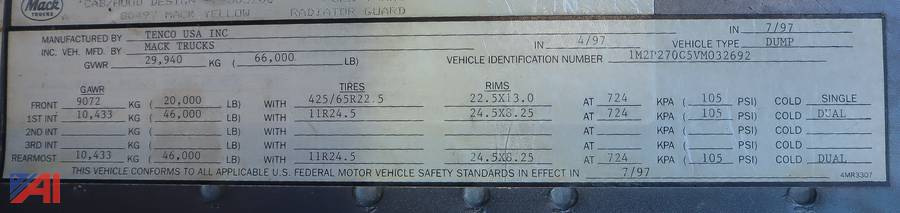 Mack
TRUCKS
80497 MACK YELLOW RADIATOR GUARD
MANUFACTURED BY TENCO USA INC IN 7/97
INC. VEH. MFD. BY MACK TRUCKS IN 4/97 VEHICLE TYPE DUMP
GVWR 29,940 KG ( 66,000 LB) VEHICLE IDENTIFICATION NUMBER 1M2P270C5VM032692
GAWR TIRES RIMS
FRONT 9072 KG ( 20,000 LB) WITH 425/65R22.5 22.5X13.0 AT 724 KPA ( 105 PSI) COLD SINGLE
1ST INT 10,433 KG ( 46,000 LB) WITH 11R24.5 24.5X8.25 AT 724 KPA ( 105 PSI) COLD DUAL
2ND INT KG ( LB) WITH AT KPA ( PSI) COLD
3RD INT KG ( LB) WITH AT KPA ( PSI) COLD
REARMOST 10,433 KG ( 46,000 LB) WITH 11R24.5 24.5X8.25 AT 724 KPA ( 105 PSI) COLD DUAL
THIS VEHICLE CONFORMS TO ALL APPLICABLE U.S. FEDERAL MOTOR VEHICLE SAFETY STANDARDS IN EFFECT IN 7/97
4MR3307
AI